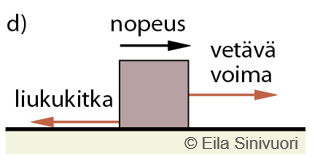 d)
nopeus
vetävä
voima
liukukitka
© Eila Sinivuori